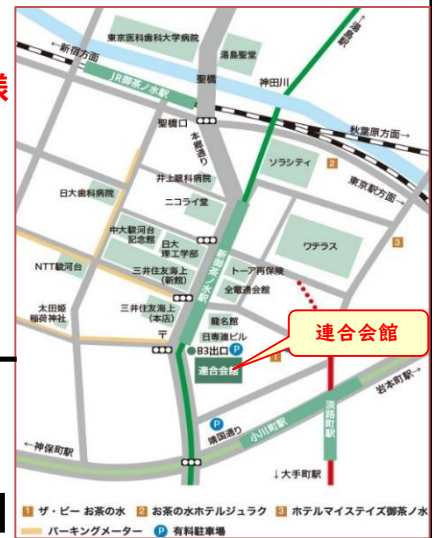 東京医科歯科大学病院
湯島聖堂
→湯島駅
←新宿方面
JR御茶ノ水駅
聖橋
神田川
聖橋口
本郷通り
秋葉原方面→
ソラシティ
2
東京駅方面→
井上眼科病院
日大歯科病院
ニコライ堂
3
中大駿河台
記念館
日大
理工学部
ワテラス
NTT駿河台
三井住友海上
(新館)
トーア再保険
全電通会館
太田姫
稲荷神社
三井住友海上
(本店)
龍名館
日専連ビル
連合会館
〒
B3出口
P
1
連合会館
岩本町駅→
淡路町駅
P
靖国通り
小川町駅
←神保町駅
↓大手町駅
1 ザ・ビー お茶の水 2 お茶の水ホテルジュラク 3 ホテルマイステイズ御茶ノ水
パーキングメーター P 有料駐車場